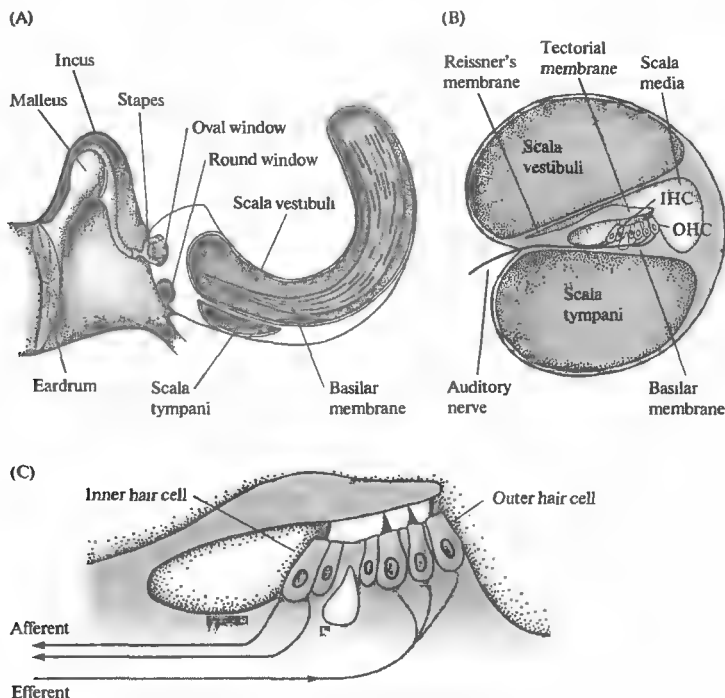 (A)
Incus
Malleus
Stapes
Oval window
Round window
Scala vestibuli
Eardrum
Scala
tympani
Basilar
membrane
(B)
Reissner's
membrane
Tectorial
membrane
Scala
media
Scala
vestibuli
IHC
OHC
Scala
tympani
Auditory
nerve
Basilar
membrane
(C)
Inner hair cell
Outer hair cell
Afferent
Efferent